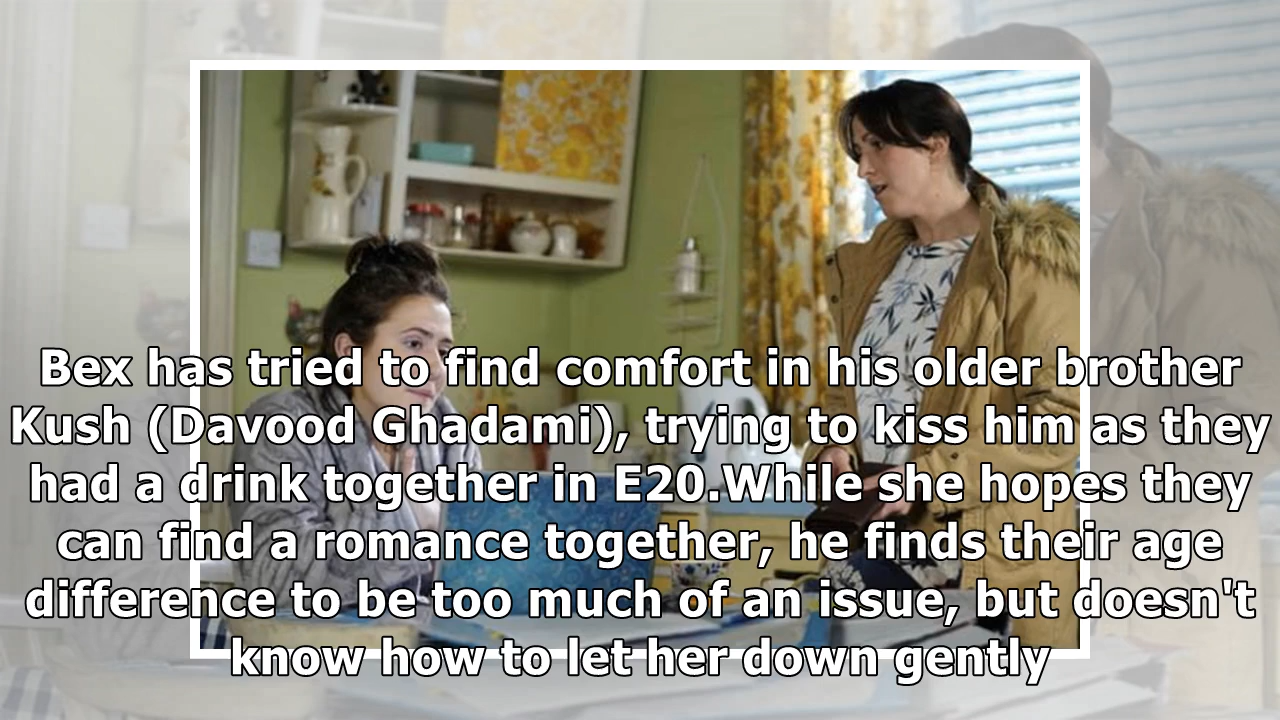 Bex has tried to find comfort in his older brother
Kush (Davood Ghadami), trying to kiss him as they
had a drink together in E20.While she hopes they
can find a romance together, he finds their age
difference to be too much of an issue, but doesn't
know how to let her down gently